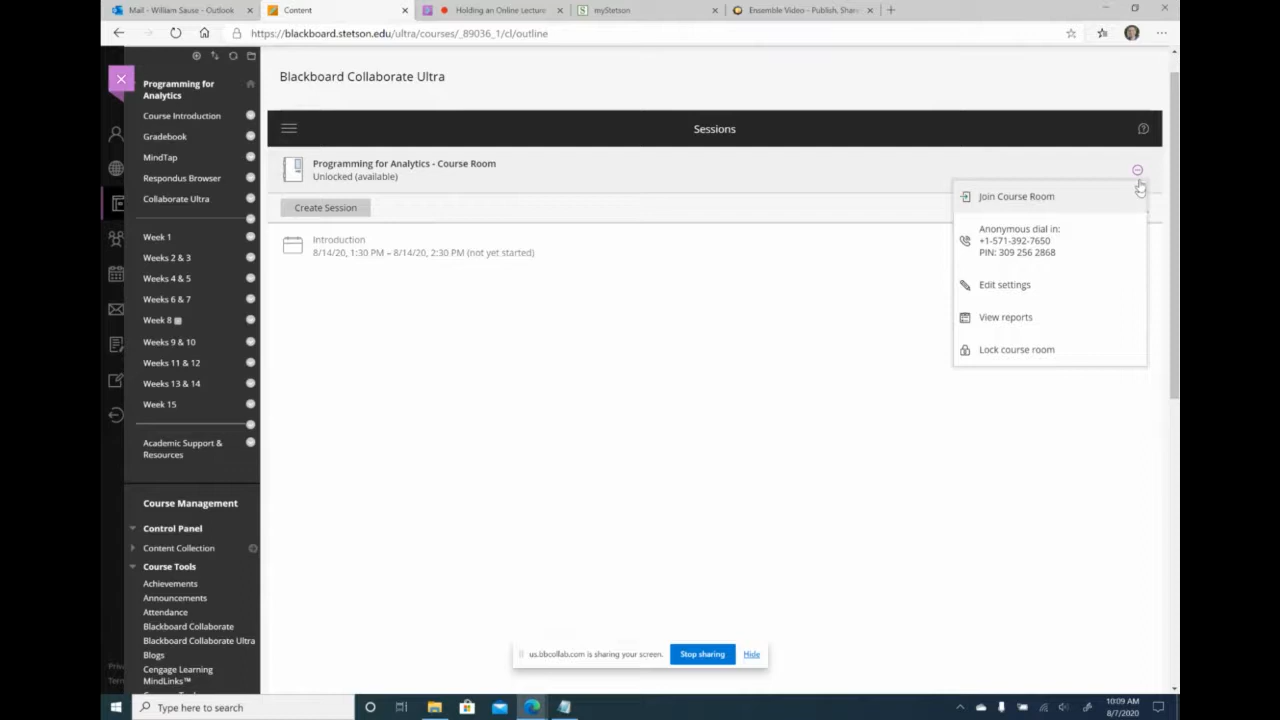 Mail - William Sause - Outlook
Content
Holding an Online Lecture
myStetson
Ensemble Video - Publish, Share
https://blackboard.stetson.edu/ultra/courses/_89036_1/cl/outline
Programming for
Analytics
Course Introduction
Gradebook
MindTap
Respondus Browser
Collaborate Ultra
Week 1
Weeks 2 & 3
Weeks 4 & 5
Weeks 6 & 7
Week 8
Weeks 9 & 10
Weeks 11 & 12
Weeks 13 & 14
Week 15
Academic Support &
Resources
Course Management
Control Panel
Content Collection
Course Tools
Achievements
Announcements
Attendance
Blackboard Collaborate
Blackboard Collaborate Ultra
Blogs
Cengage Learning
MindLinks™
Priv
Term
Blackboard Collaborate Ultra
Sessions
Programming for Analytics - Course Room
Unlocked (available)
Create Session
Introduction
8/14/20, 1:30 PM – 8/14/20, 2:30 PM (not yet started)
Join Course Room
Anonymous dial in:
+1-571-392-7650
PIN: 309 256 2868
Edit settings
View reports
Lock course room
us.bbcollab.com is sharing your screen.
Stop sharing
Hide
Type here to search
10:09 AM
8/7/2020